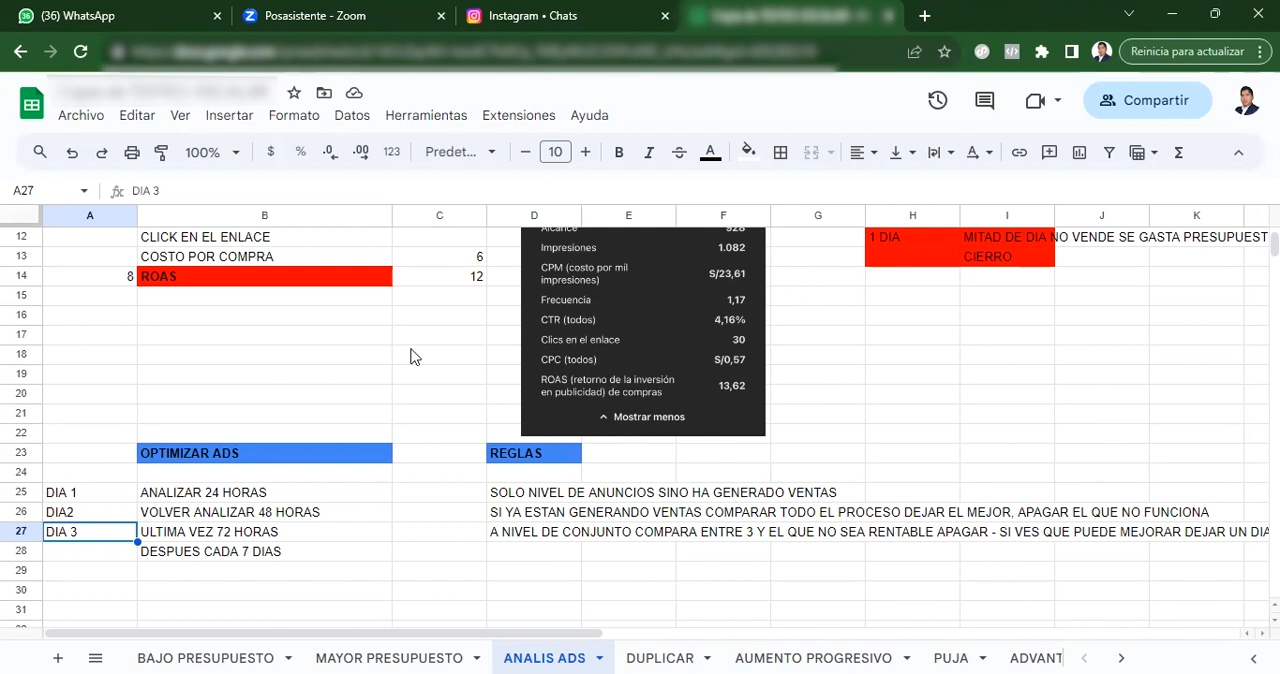 (36) WhatsApp
Posasistente - Zoom
Instagram • Chats
Reinicia para actualizar
Archivo Editar Ver Insertar Formato Datos Herramientas Extensiones Ayuda
Compartir
100% $ % .0 .00 123 Predet... 10 B I A
A27 fx DIA 3
A B C D E F G H I J K
12 CLICK EN EL ENLACE
Alcance 928
1 DIA MITAD DE DIA NO VENDE SE GASTA PRESUPUEST
Impresiones 1.082
13 COSTO POR COMPRA 6
CIERRO
CPM (costo por mil impresiones) S/23,61
14 8 ROAS 12
15
Frecuencia 1,17
16
CTR (todos) 4,16%
17
Clics en el enlace 30
18
CPC (todos) S/0,57
19
ROAS (retorno de la inversión en publicidad) de compras 13,62
20
21
Mostrar menos
22
23 OPTIMIZAR ADS REGLAS
24
25 DIA 1 ANALIZAR 24 HORAS SOLO NIVEL DE ANUNCIOS SINO HA GENERADO VENTAS
26 DIA2 VOLVER ANALIZAR 48 HORAS SI YA ESTAN GENERANDO VENTAS COMPARAR TODO EL PROCESO DEJAR EL MEJOR, APAGAR EL QUE NO FUNCIONA
27 DIA 3 ULTIMA VEZ 72 HORAS A NIVEL DE CONJUNTO COMPARA ENTRE 3 Y EL QUE NO SEA RENTABLE APAGAR - SI VES QUE PUEDE MEJORAR DEJAR UN DIA
28 DESPUES CADA 7 DIAS
29
30
31
BAJO PRESUPUESTO MAYOR PRESUPUESTO ANALIS ADS DUPLICAR AUMENTO PROGRESIVO PUJA ADVANT